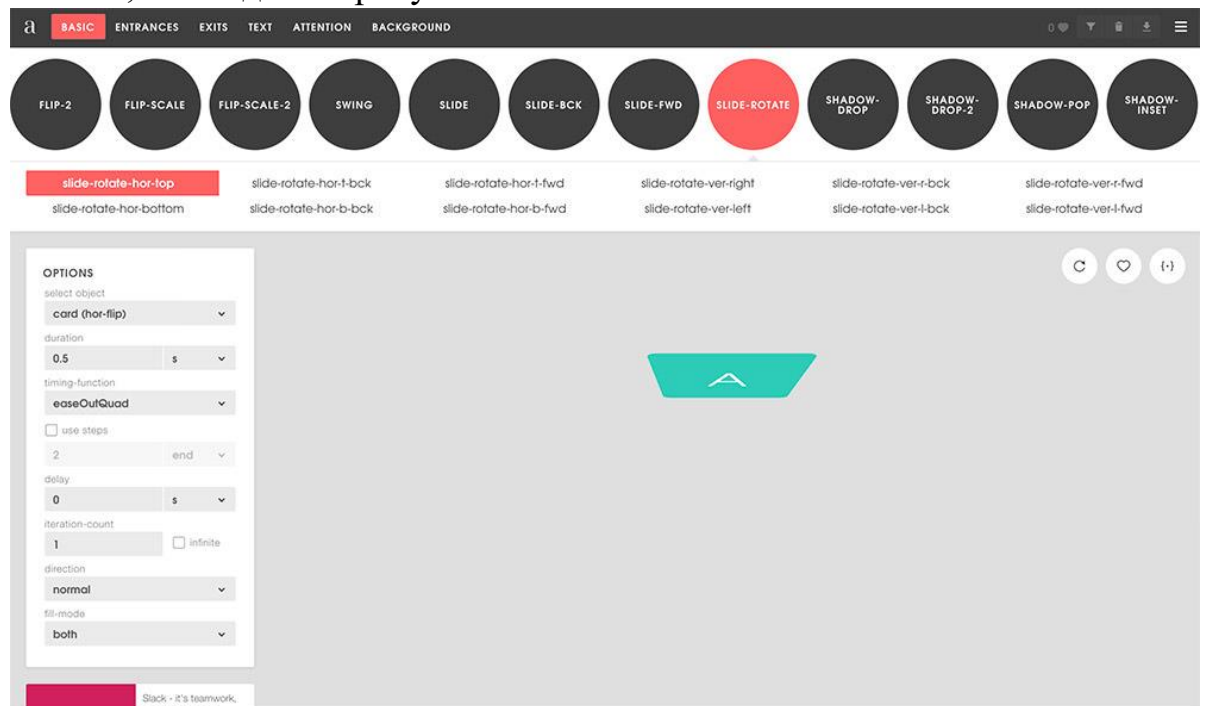 a BASIC ENTRANCES EXITS TEXT ATTENTION BACKGROUND 0
FLIP-2 FLIP-SCALE FLIP-SCALE-2 SWING SLIDE SLIDE-BCK SLIDE-FWD SLIDE-ROTATE SHADOW-DROP SHADOW-DROP-2 SHADOW-POP SHADOW-INSET
slide-rotate-hor-top slide-rotate-hor-t-bck slide-rotate-hor-t-fwd slide-rotate-ver-right slide-rotate-ver-r-bck slide-rotate-ver-r-fwd
slide-rotate-hor-bottom slide-rotate-hor-b-bck slide-rotate-hor-b-fwd slide-rotate-ver-left slide-rotate-ver-l-bck slide-rotate-ver-l-fwd
OPTIONS
select object
card (hor-flip)
duration
0.5 s
timing-function
easeOutQuad
use steps
2 end
delay
0 s
iteration-count
1 infinite
direction
normal
fill-mode
both
Slack - it's teamwork,
{·}
A